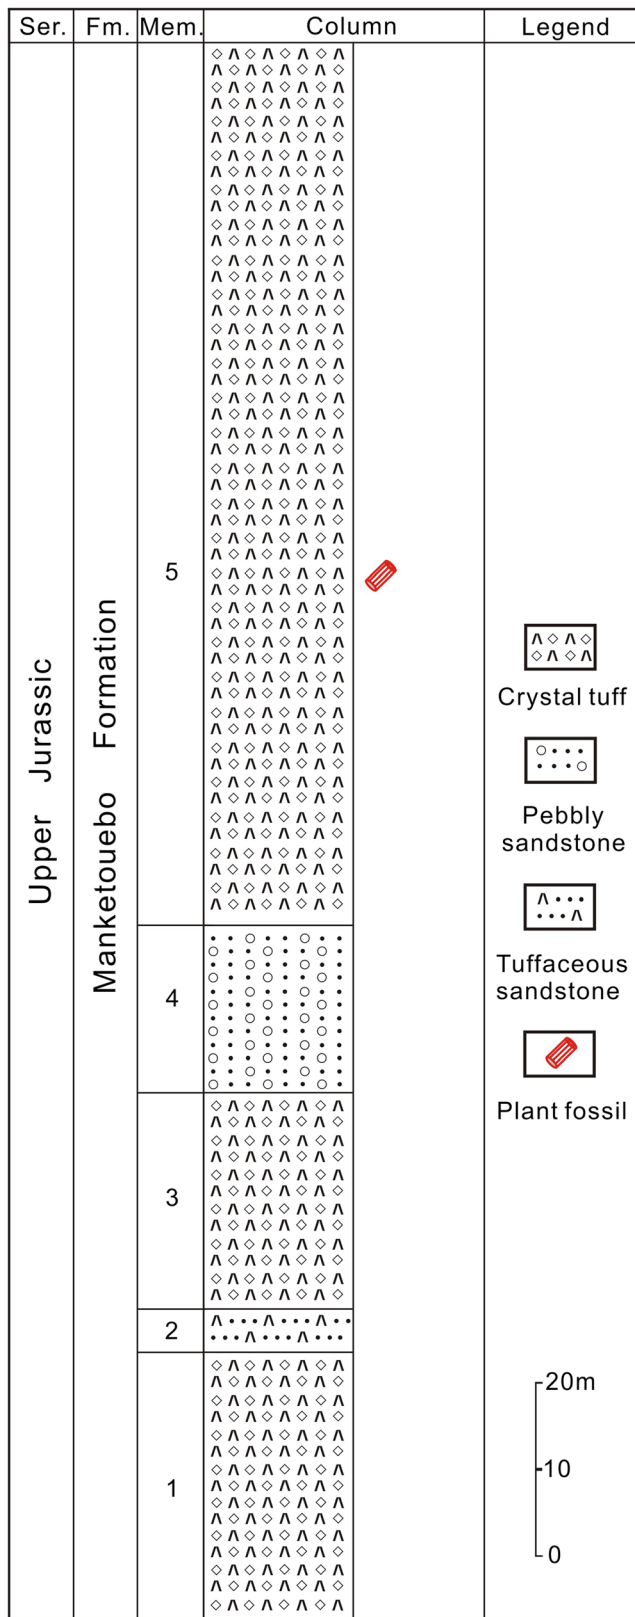 Ser. Fm. Mem. Column Legend
Upper Jurassic
Manketouebo Formation
5
4
3
2
1
Crystal tuff
Pebbly
sandstone
Tuffaceous
sandstone
Plant fossil
20m
10
0